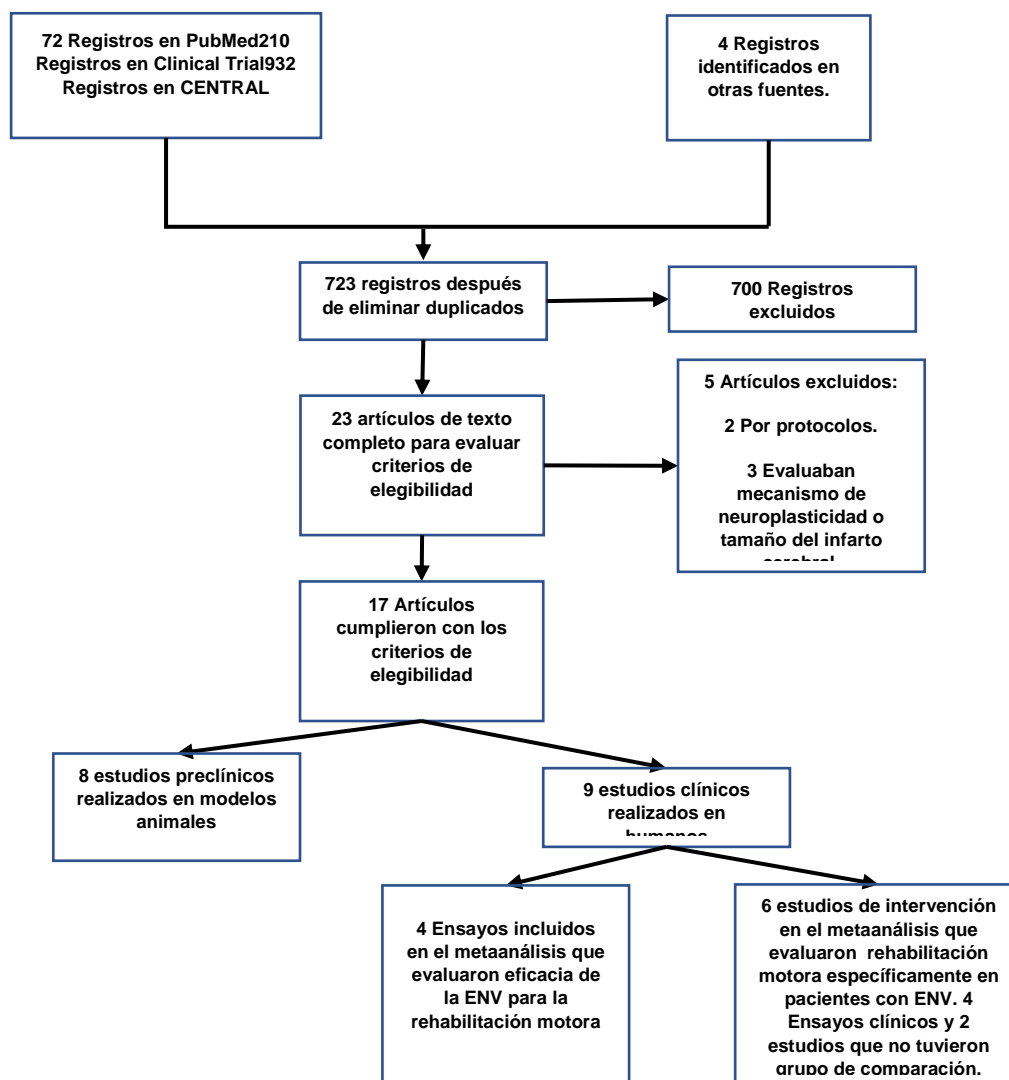 72 Registros en PubMed210
Registros en Clinical Trial932
Registros en CENTRAL
4 Registros
identificados en
otras fuentes.
723 registros después
de eliminar duplicados
700 Registros
excluidos
23 artículos de texto
completo para evaluar
criterios de
elegibilidad
5 Artículos excluidos:
2 Por protocolos.
3 Evaluaban
mecanismo de
neuroplasticidad o
tamaño del infarto
cerebral
17 Artículos
cumplieron con los
criterios de
elegibilidad
8 estudios preclínicos
realizados en modelos
animales
9 estudios clínicos
realizados en
humanos
4 Ensayos incluidos
en el metaanálisis que
evaluaron eficacia de
la ENV para la
rehabilitación motora
6 estudios de intervención
en el metaanálisis que
evaluaron rehabilitación
motora específicamente en
pacientes con ENV. 4
Ensayos clínicos y 2
estudios que no tuvieron
grupo de comparación.